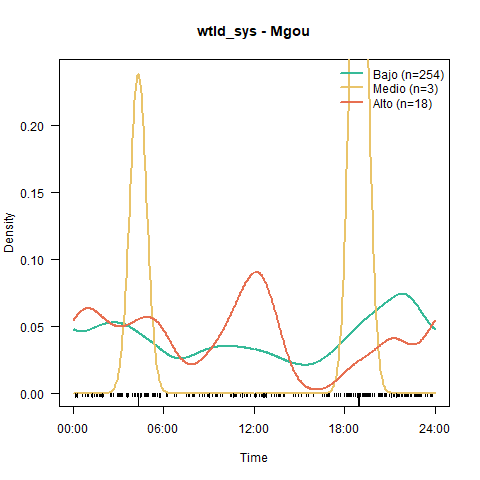 wtld_sys - Mgou
Bajo (n=254)
Medio (n=3)
Alto (n=18)
Density
0.20
0.15
0.10
0.05
0.00
00:00 06:00 12:00 18:00 24:00
Time